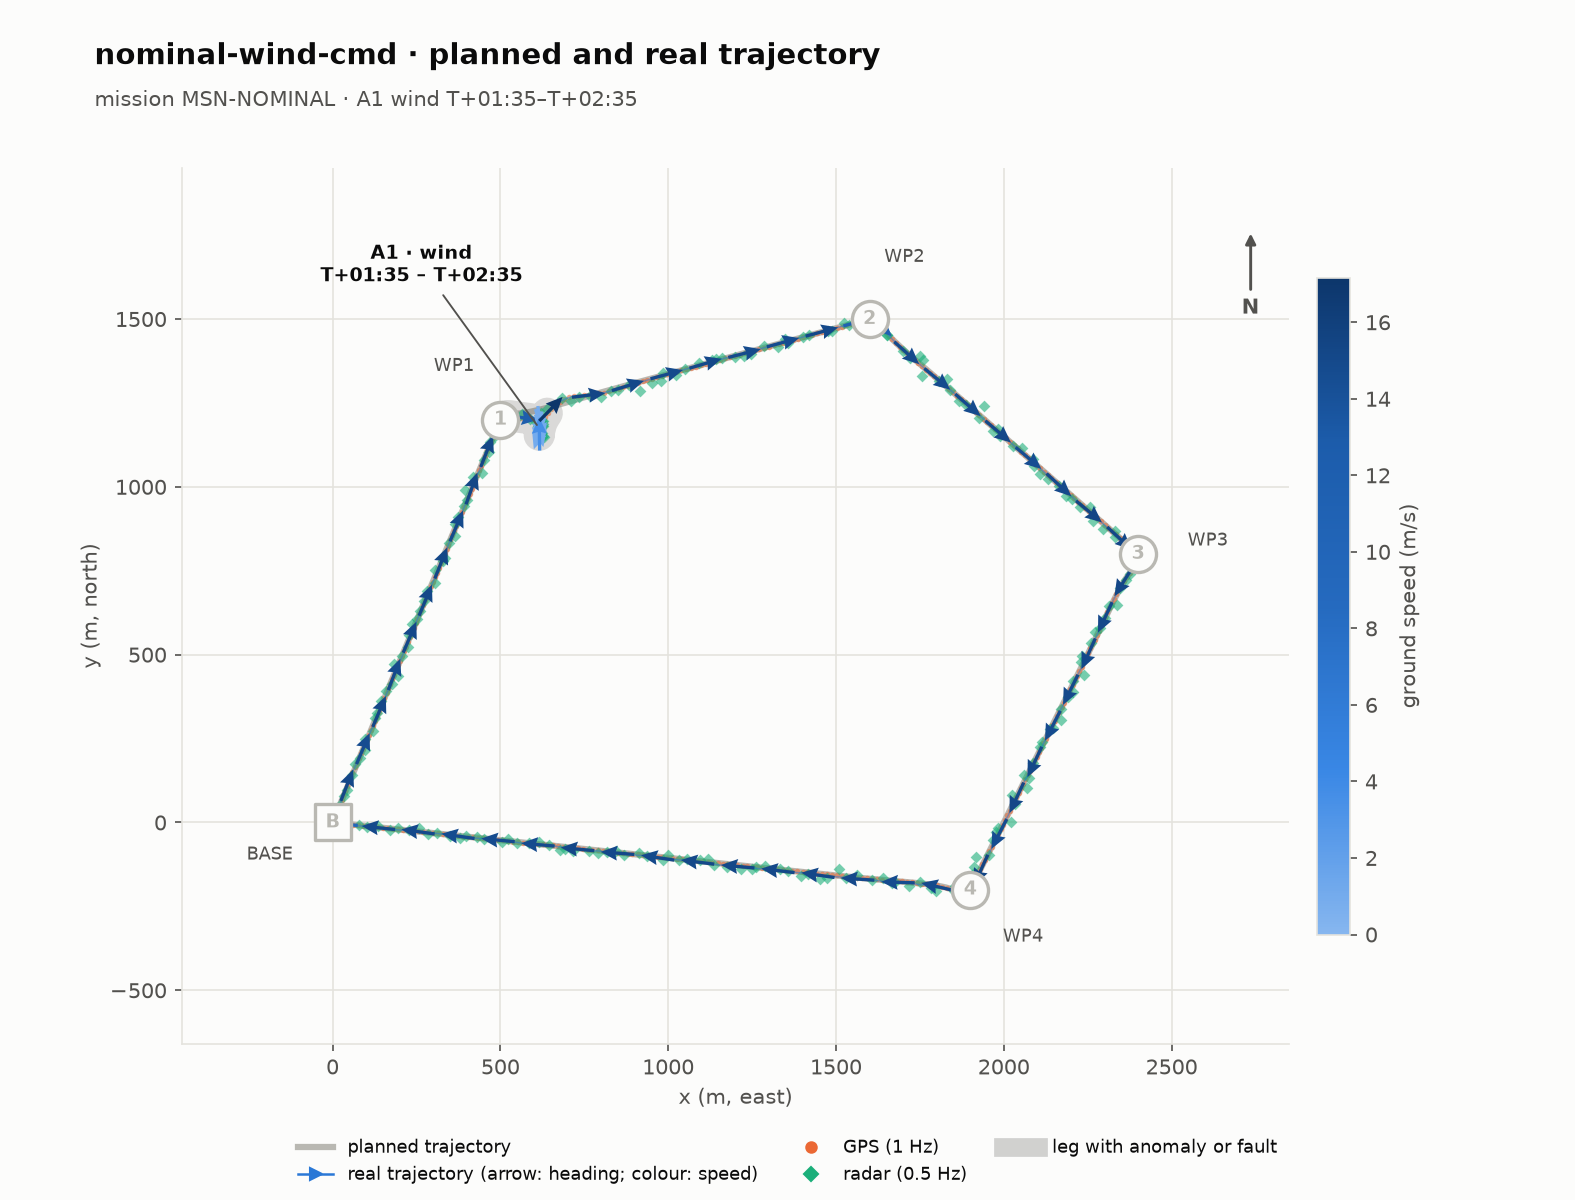 nominal-wind-cmd · planned and real trajectory
mission MSN-NOMINAL · A1 wind T+01:35–T+02:35
A1 · wind
T+01:35 – T+02:35
WP1
WP2
WP3
WP4
BASE
B
1
2
3
4
N
1500
1000
500
0
−500
y (m, north)
0
500
1000
1500
2000
2500
x (m, east)
16
14
12
10
8
6
4
2
0
ground speed (m/s)
planned trajectory
real trajectory (arrow: heading; colour: speed)
GPS (1 Hz)
radar (0.5 Hz)
leg with anomaly or fault